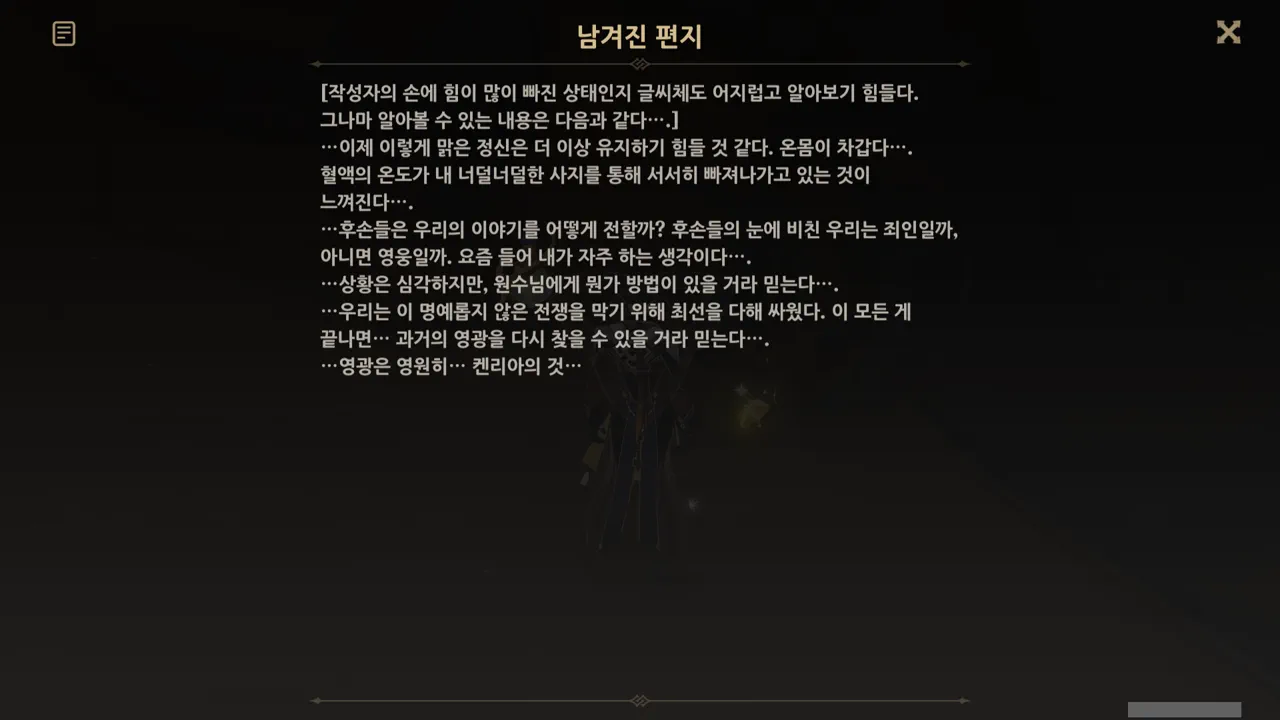 남겨진 편지
[작성자의 손에 힘이 많이 빠진 상태인지 글씨체도 어지럽고 알아보기 힘들다.
그나마 알아볼 수 있는 내용은 다음과 같다….]
…이제 이렇게 맑은 정신은 더 이상 유지하기 힘들 것 같다. 온몸이 차갑다….
혈액의 온도가 내 너덜너덜한 사지를 통해 서서히 빠져나가고 있는 것이
느껴진다….
…후손들은 우리의 이야기를 어떻게 전할까? 후손들의 눈에 비친 우리는 죄인일까,
아니면 영웅일까. 요즘 들어 내가 자주 하는 생각이다….
…상황은 심각하지만, 원수님에게 뭔가 방법이 있을 거라 믿는다….
…우리는 이 명예롭지 않은 전쟁을 막기 위해 최선을 다해 싸웠다. 이 모든 게
끝나면… 과거의 영광을 다시 찾을 수 있을 거라 믿는다….
…영광은 영원히… 켄리아의 것…